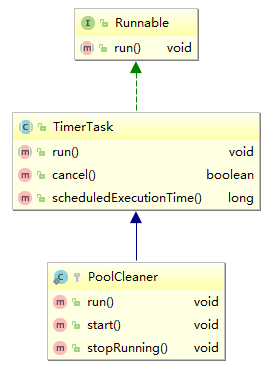 Runnable
run() void
TimerTask
run() void
cancel() boolean
scheduledExecutionTime() long
PoolCleaner
run() void
start() void
stopRunning() void